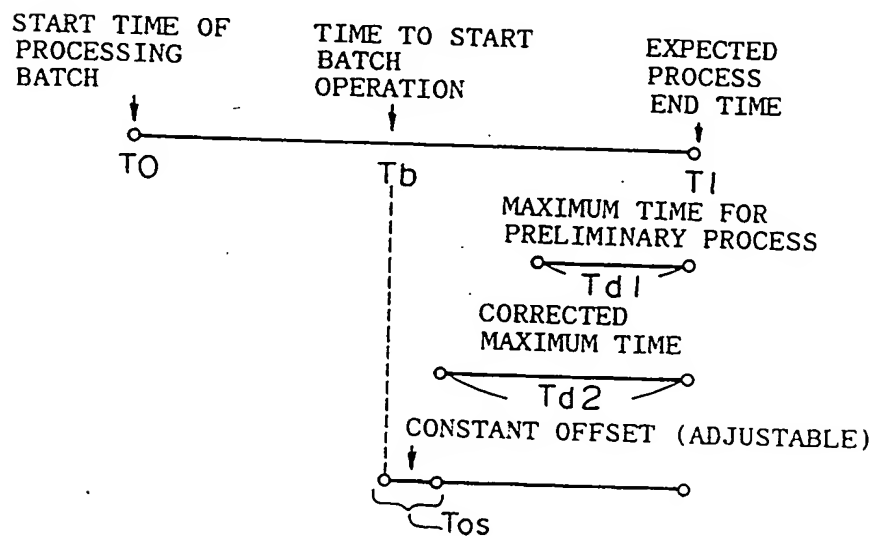 START TIME OF
PROCESSING
BATCH
TIME TO START
BATCH
OPERATION
EXPECTED
PROCESS
END TIME
T0
Tb
T1
MAXIMUM TIME FOR
PRELIMINARY PROCESS
Td1
CORRECTED
MAXIMUM TIME
Td2
CONSTANT OFFSET (ADJUSTABLE)
Tos